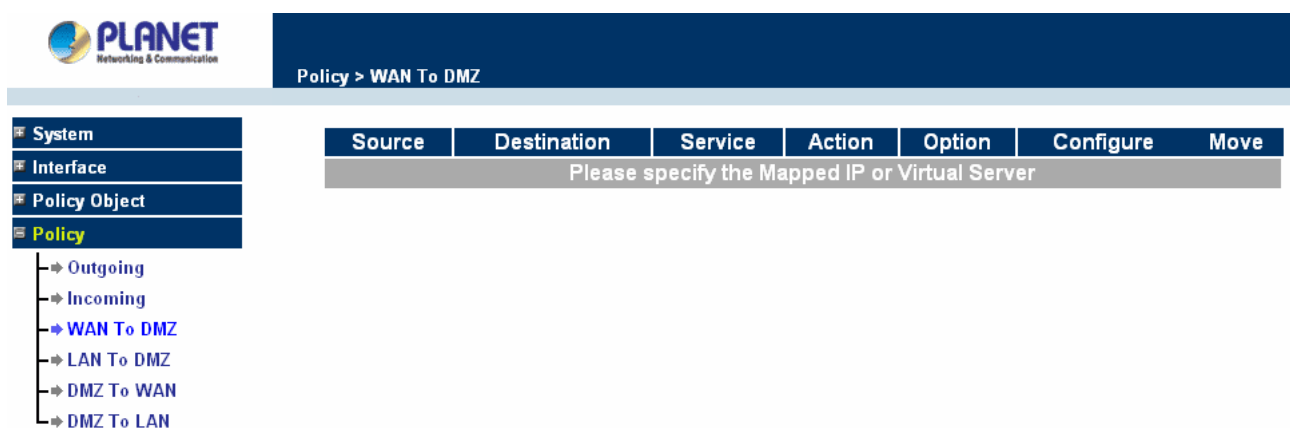 PLANET
Networking & Communication
Policy > WAN To DMZ
System
Interface
Policy Object
Policy
Outgoing
Incoming
WAN To DMZ
LAN To DMZ
DMZ To WAN
DMZ To LAN
Source Destination Service Action Option Configure Move
Please specify the Mapped IP or Virtual Server